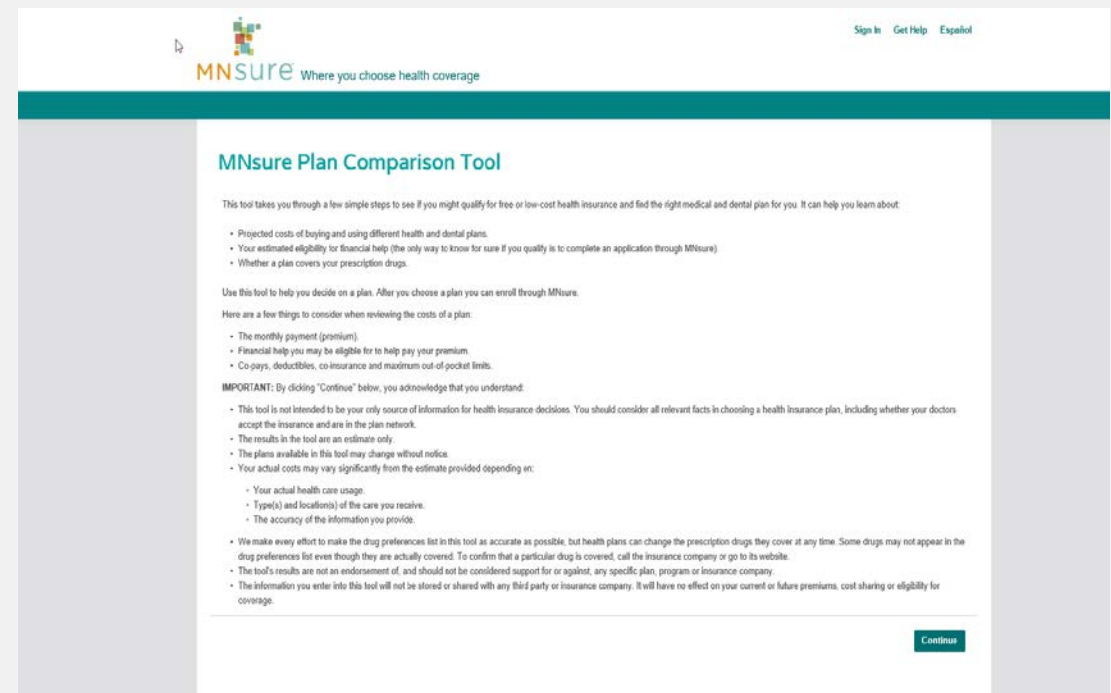 Sign In Get Help Español
MNsure Where you choose health coverage
MNsure Plan Comparison Tool
This tool takes you through a few simple steps to see if you might qualify for free or low-cost health insurance and find the right medical and dental plan for you. It can help you learn about:
• Projected costs of buying and using different health and dental plans.
• Your estimated eligibility for financial help (the only way to know for sure if you qualify is to complete an application through MNsure).
• Whether a plan covers your prescription drugs.
Use this tool to help you decide on a plan. After you choose a plan you can enroll through MNsure.
Here are a few things to consider when reviewing the costs of a plan:
• The monthly payment (premium).
• Financial help you may be eligible for to help pay your premium.
• Co-pays, deductibles, co-insurance and maximum out-of-pocket limits.
IMPORTANT: By clicking "Continue" below, you acknowledge that you understand:
• This tool is not intended to be your only source of information for health insurance decisions. You should consider all relevant facts in choosing a health insurance plan, including whether your doctors
accept the insurance and are in the plan network.
• The results in the tool are an estimate only.
• The plans available in this tool may change without notice.
• Your actual costs may vary significantly from the estimate provided depending on:
• Your actual health care usage.
• Type(s) and location(s) of the care you receive.
• The accuracy of the information you provide.
• We make every effort to make the drug preferences list in this tool as accurate as possible, but health plans can change the prescription drugs they cover at any time. Some drugs may not appear in the
drug preferences list even though they are actually covered. To confirm that a particular drug is covered, call the insurance company or go to its website.
• The tool's results are not an endorsement of, and should not be considered support for or against, any specific plan, program or insurance company.
• The information you enter into this tool will not be stored or shared with any third party or insurance company. It will have no effect on your current or future premiums, cost sharing or eligibility for
coverage.
Continue